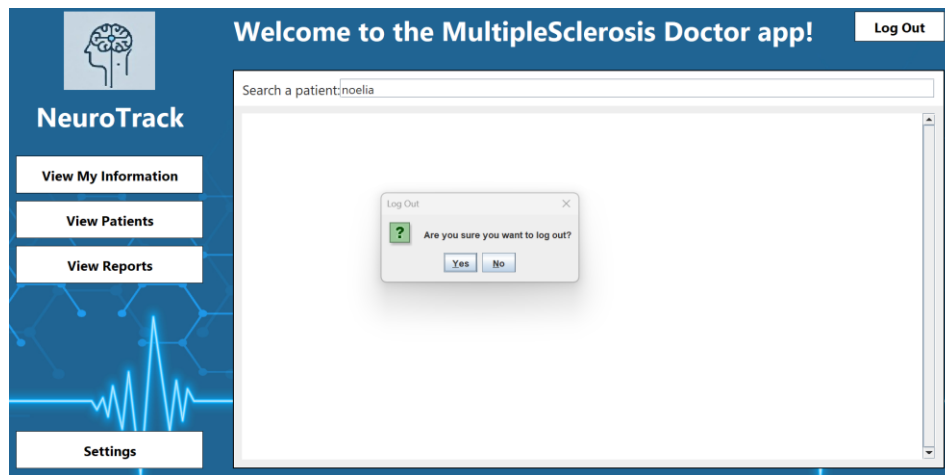 Welcome to the MultipleSclerosis Doctor app!
Log Out
NeuroTrack
Search a patient:noelia
View My Information
View Patients
View Reports
Settings
Log Out
?
Are you sure you want to log out?
Yes No